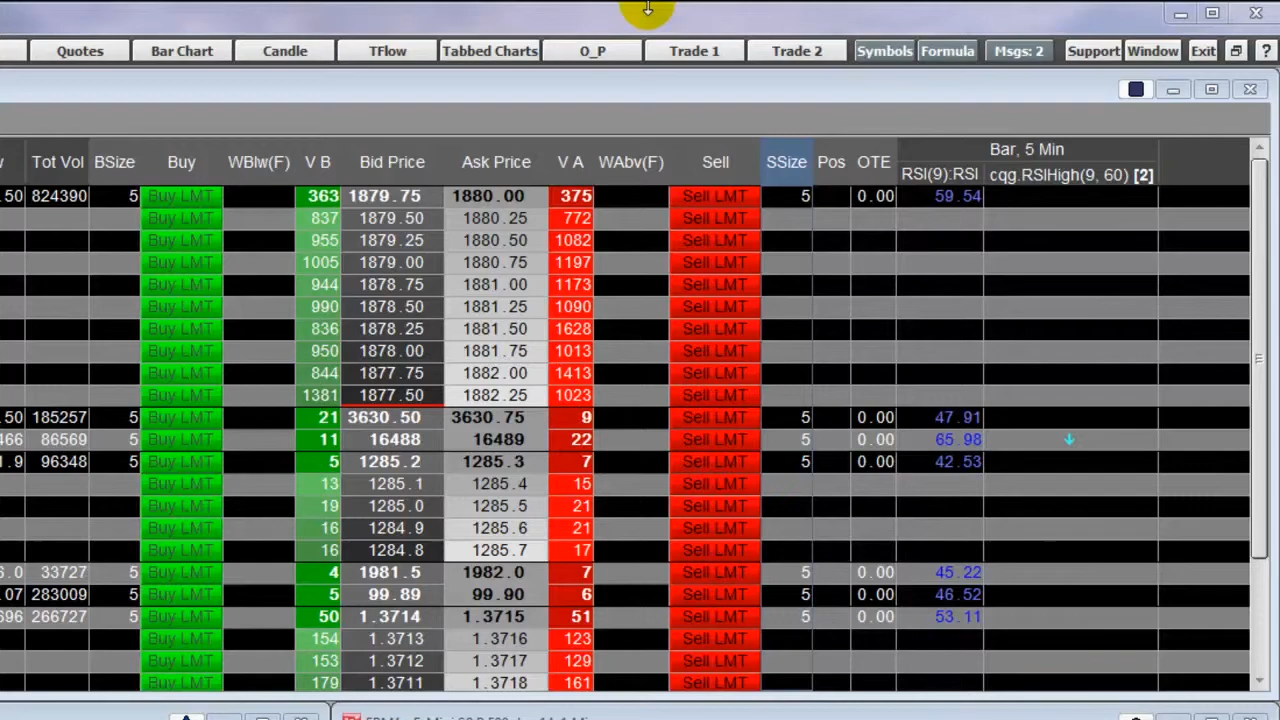 Quotes Bar Chart Candle TFlow Tabbed Charts O_P Trade 1 Trade 2 Symbols Formula Msgs: 2 Support Window Exit ?
Bar, 5 Min
Tot Vol BSize Buy WBlw(F) V B Bid Price Ask Price V A WAbv(F) Sell SSize Pos OTE RSI(9):RSI cqg.RSIHigh(9, 60) [2]
.50 824390 5 Buy LMT 363 1879.75 1880.00 375 Sell LMT 5 0.00 59.54
Buy LMT 837 1879.50 1880.25 772 Sell LMT
Buy LMT 955 1879.25 1880.50 1082 Sell LMT
Buy LMT 1005 1879.00 1880.75 1197 Sell LMT
Buy LMT 944 1878.75 1881.00 1173 Sell LMT
Buy LMT 990 1878.50 1881.25 1090 Sell LMT
Buy LMT 836 1878.25 1881.50 1628 Sell LMT
Buy LMT 950 1878.00 1881.75 1013 Sell LMT
Buy LMT 844 1877.75 1882.00 1413 Sell LMT
Buy LMT 1381 1877.50 1882.25 1023 Sell LMT
.50 185257 5 Buy LMT 21 3630.50 3630.75 9 Sell LMT 5 0.00 47.91
466 86569 5 Buy LMT 11 16488 16489 22 Sell LMT 5 0.00 65.98
1.9 96348 5 Buy LMT 5 1285.2 1285.3 7 Sell LMT 5 0.00 42.53
Buy LMT 13 1285.1 1285.4 15 Sell LMT
Buy LMT 19 1285.0 1285.5 21 Sell LMT
Buy LMT 16 1284.9 1285.6 21 Sell LMT
Buy LMT 16 1284.8 1285.7 17 Sell LMT
6.0 33727 5 Buy LMT 4 1981.5 1982.0 7 Sell LMT 5 0.00 45.22
.07 283009 5 Buy LMT 5 99.89 99.90 6 Sell LMT 5 0.00 46.52
696 266727 5 Buy LMT 50 1.3714 1.3715 51 Sell LMT 5 0.00 53.11
Buy LMT 154 1.3713 1.3716 123 Sell LMT
Buy LMT 153 1.3712 1.3717 129 Sell LMT
Buy LMT 179 1.3711 1.3718 161 Sell LMT